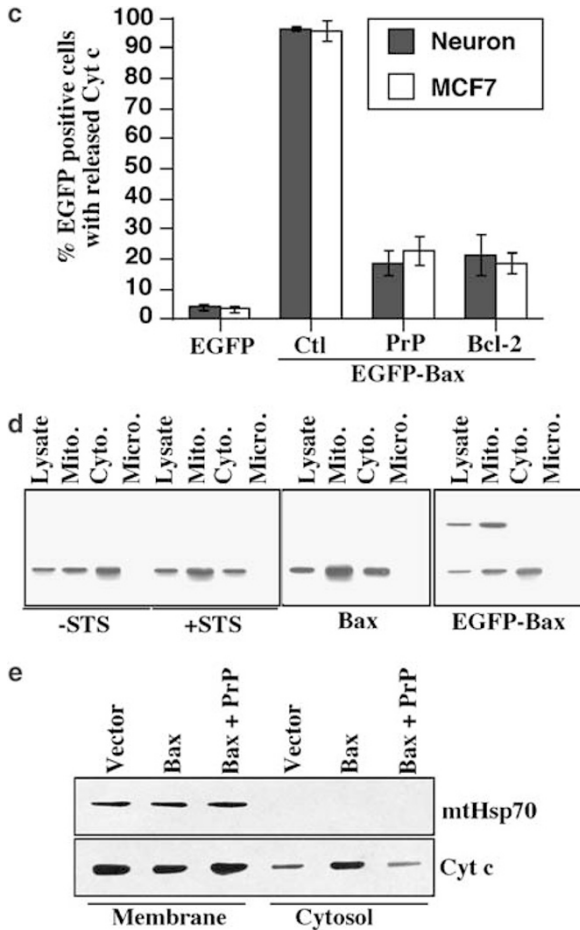 c
% EGFP positive cells
with released Cyt c
100
90
80
70
60
50
40
30
20
10
0
Neuron
MCF7
EGFP Ctl PrP Bcl-2
EGFP-Bax
d
Lysate Mito. Cyto. Micro. Lysate Mito. Cyto. Micro. Lysate Mito. Cyto. Micro. Lysate Mito. Cyto. Micro.
-STS +STS Bax EGFP-Bax
e
Vector Bax Bax + PrP Vector Bax Bax + PrP
mtHsp70
Cyt c
Membrane Cytosol